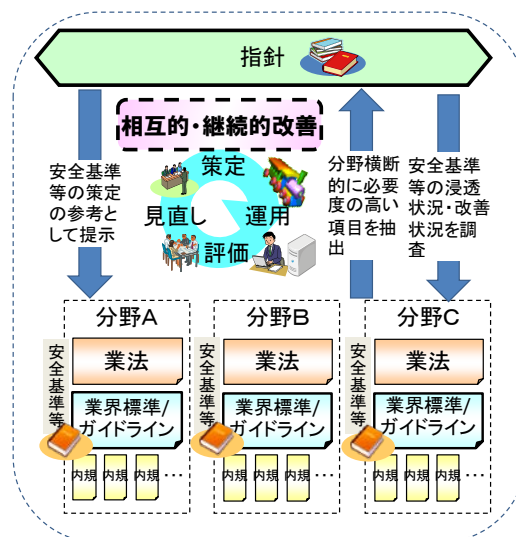 指針
相互的・継続的改善
安全基準
等の策定
の参考と
して提示
策定
見直し
運用
評価
分野横断
的に必要
度の高い
項目を抽
出
安全基準
等の浸透
状況・改善
状況を調
査
分野A
安全基準等
業法
業界標準/
ガイドライン
内規 内規 内規 ・・・
分野B
安全基準等
業法
業界標準/
ガイドライン
内規 内規 内規 ・・・
分野C
安全基準等
業法
業界標準/
ガイドライン
内規 内規 内規 ・・・